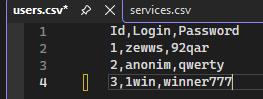 users.csv* services.csv
1 Id,Login,Password
2 1,zewws,92qar
3 2,anonim,qwerty
4 3,1win,winner777